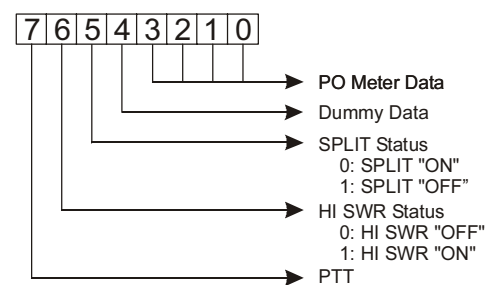 7 6 5 4 3 2 1 0
PO Meter Data
Dummy Data
SPLIT Status
0: SPLIT "ON"
1: SPLIT "OFF”
HI SWR Status
0: HI SWR "OFF"
1: HI SWR "ON"
PTT